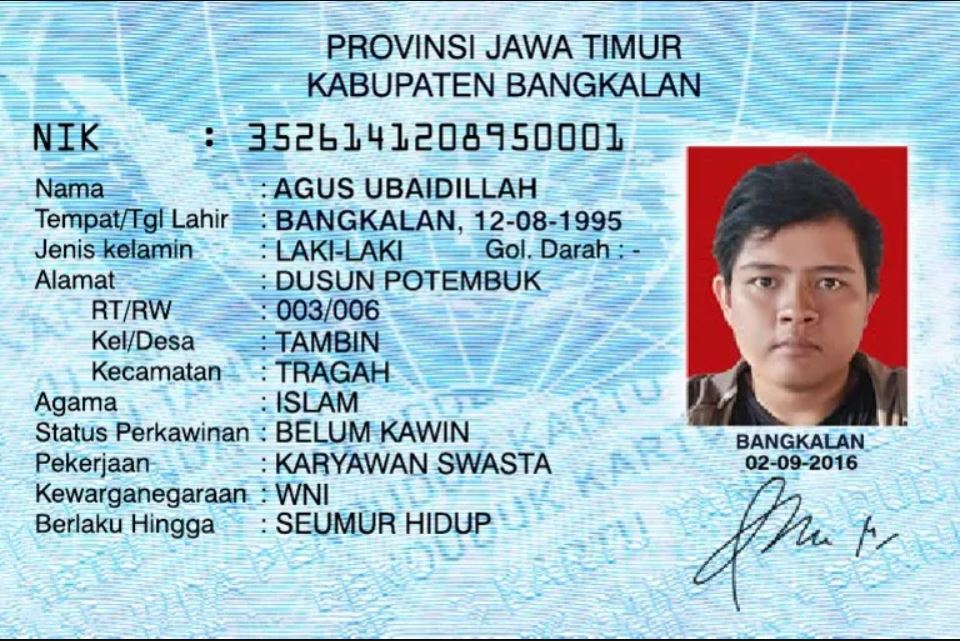 PROVINSI JAWA TIMUR
KABUPATEN BANGKALAN
NIK : 3526141208950001
Nama : AGUS UBAIDILLAH
Tempat/Tgl Lahir : BANGKALAN, 12-08-1995
Jenis kelamin : LAKI-LAKI Gol. Darah : -
Alamat : DUSUN POTEMBUK
RT/RW : 003/006
Kel/Desa : TAMBIN
Kecamatan : TRAGAH
Agama : ISLAM
Status Perkawinan : BELUM KAWIN
Pekerjaan : KARYAWAN SWASTA
Kewarganegaraan : WNI
Berlaku Hingga : SEUMUR HIDUP
BANGKALAN
02-09-2016